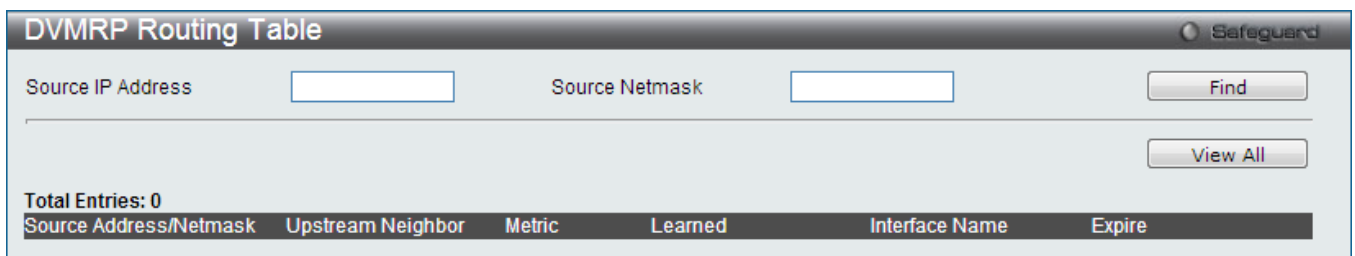 DVMRP Routing Table Safeguard
Source IP Address Source Netmask Find
View All
Total Entries: 0
Source Address/Netmask Upstream Neighbor Metric Learned Interface Name Expire